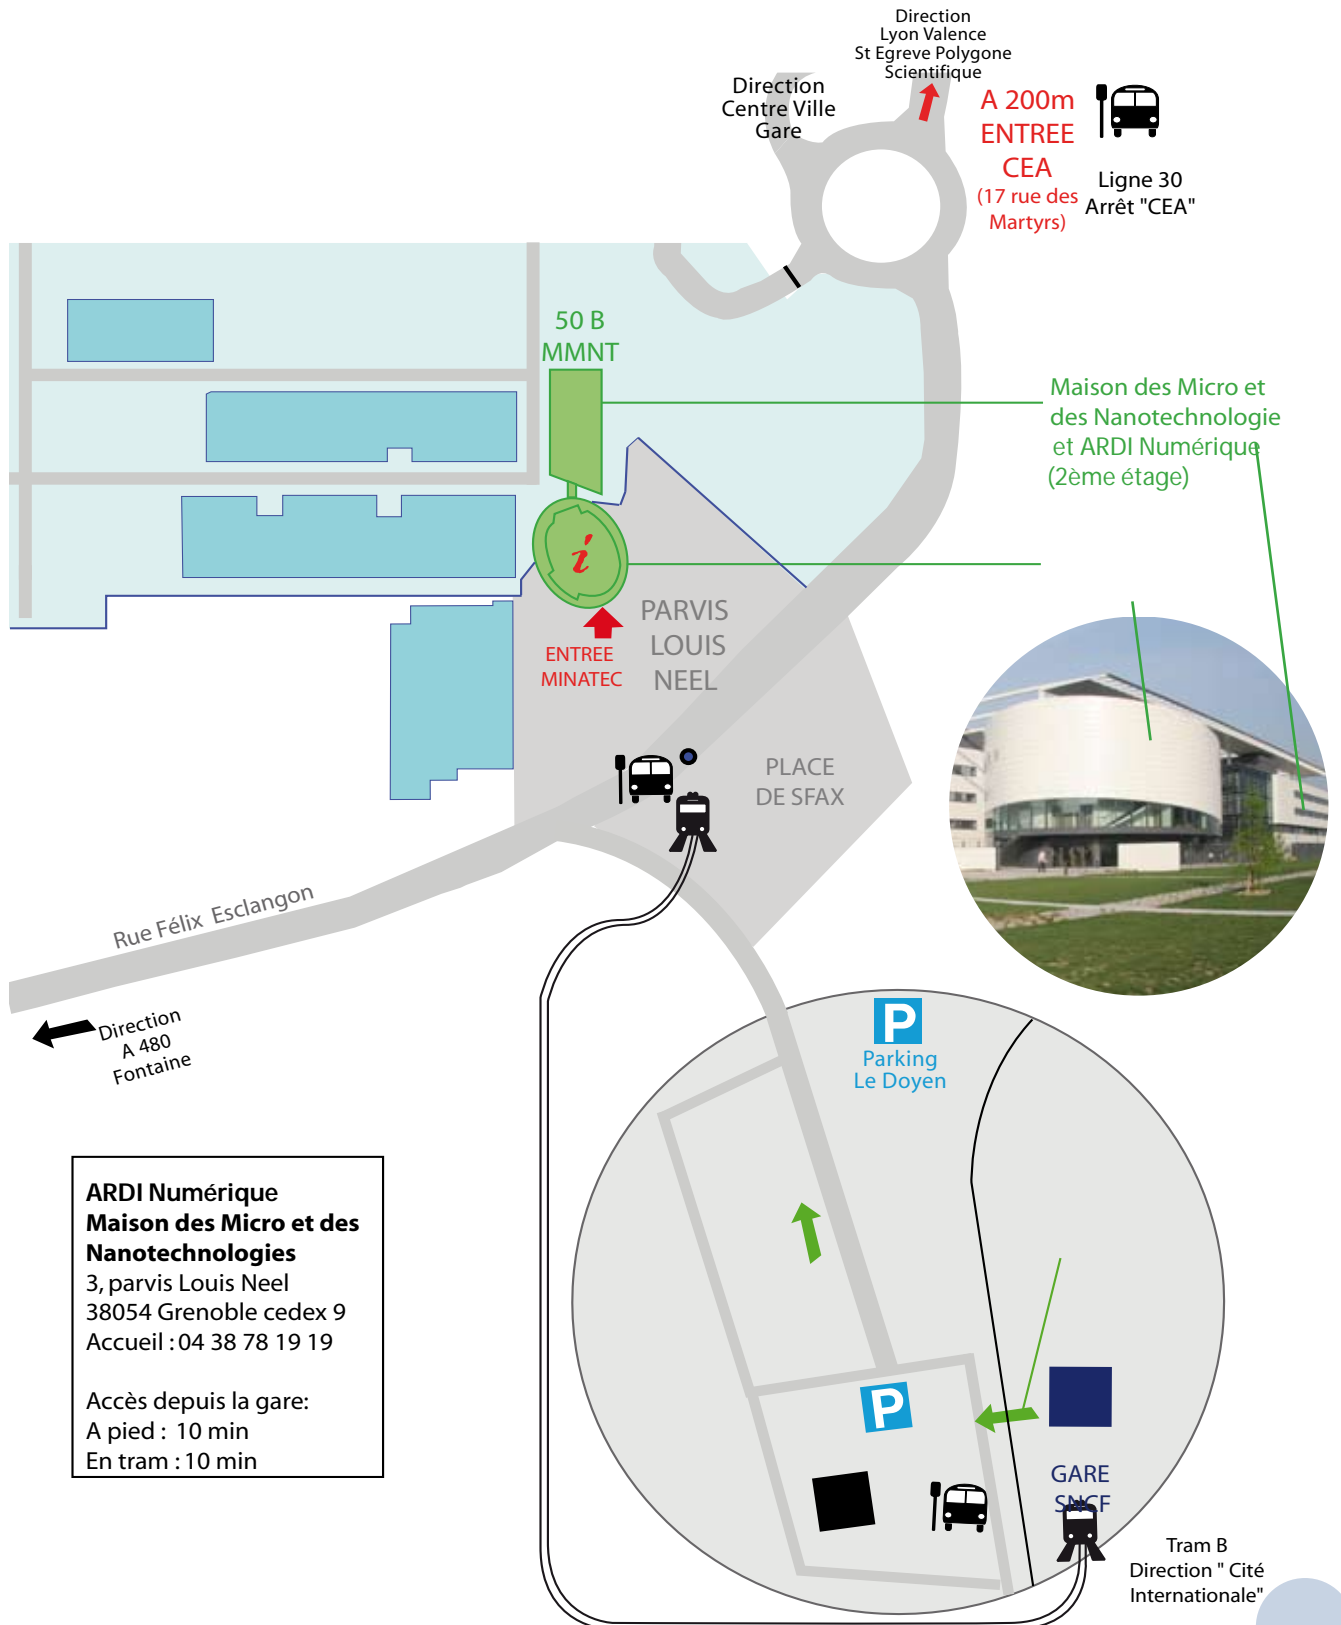 Direction
Lyon Valence
St Egreve Polygone
Scientifique
Direction
Centre Ville
Gare
A 200m
ENTREE
CEA
(17 rue des
Martyrs)
Ligne 30
Arrêt "CEA"
50 B
MMNT
Maison des Micro et
des Nanotechnologie
et ARDI Numérique
(2ème étage)
i
PARVIS
LOUIS
NEEL
ENTREE
MINATEC
PLACE
DE SFAX
Rue Félix Esclangon
Direction
A 480
Fontaine
P
Parking
Le Doyen
ARDI Numérique
Maison des Micro et des
Nanotechnologies
3, parvis Louis Neel
38054 Grenoble cedex 9
Accueil : 04 38 78 19 19
Accès depuis la gare:
A pied : 10 min
En tram : 10 min
P
GARE
SNCF
Tram B
Direction " Cité
Internationale"